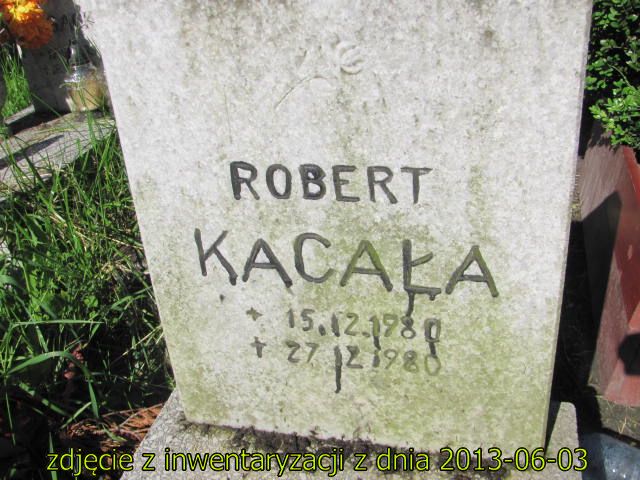 ROBERT
KACAŁA
* 15.12.1980
+ 27.12.1980
zdjęcie z inwentaryzacji z dnia 2013-06-03